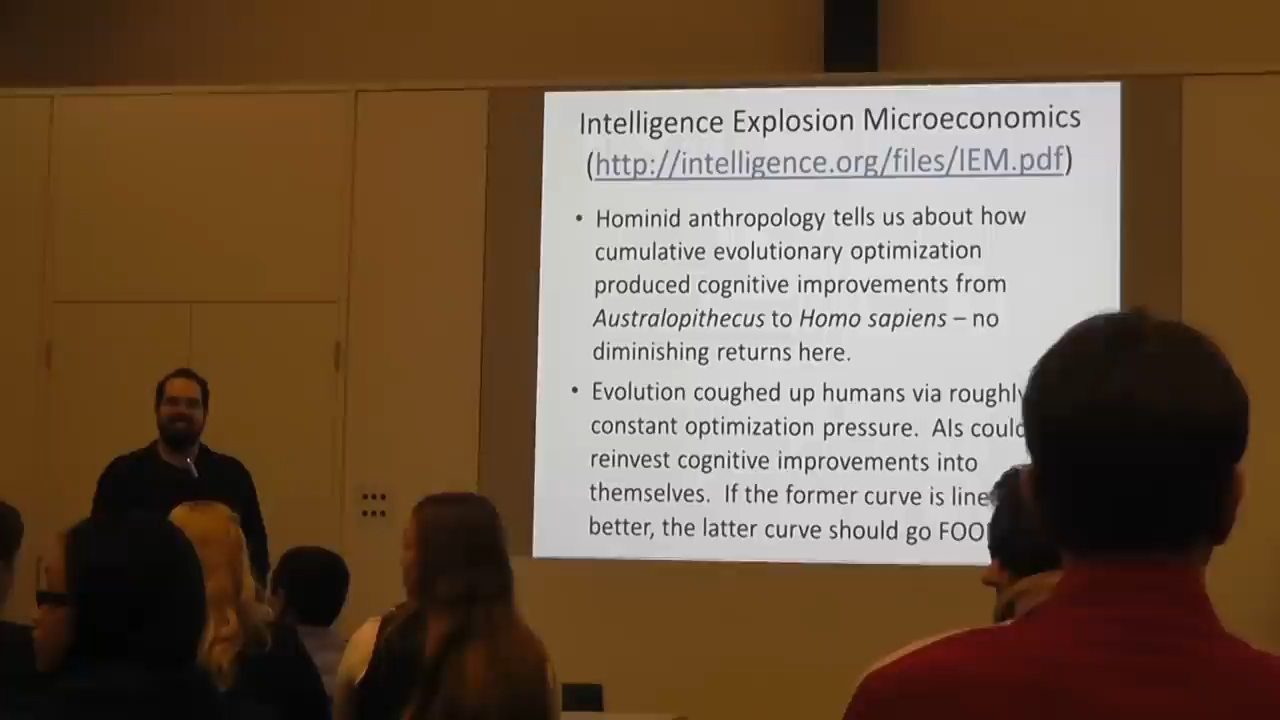 Intelligence Explosion Microeconomics
(http://intelligence.org/files/IEM.pdf)
• Hominid anthropology tells us about how
cumulative evolutionary optimization
produced cognitive improvements from
Australopithecus to Homo sapiens – no
diminishing returns here.
• Evolution coughed up humans via roughly
constant optimization pressure. AIs could
reinvest cognitive improvements into
themselves. If the former curve is
better, the latter curve should go